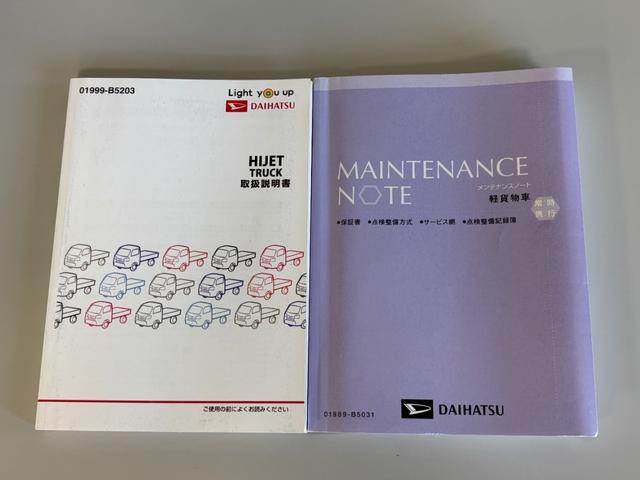 01999-B5203
Light you up
DAIHATSU
HIJET
TRUCK
取扱説明書
ご使用の前によくお読みください
MAINTENANCE
NOTE
メンテナンスノート
軽貨物車
常時
携行
●保証書 ●点検整備方式 ●サービス網 ●点検整備記録簿
01989-B5031
DAIHATSU